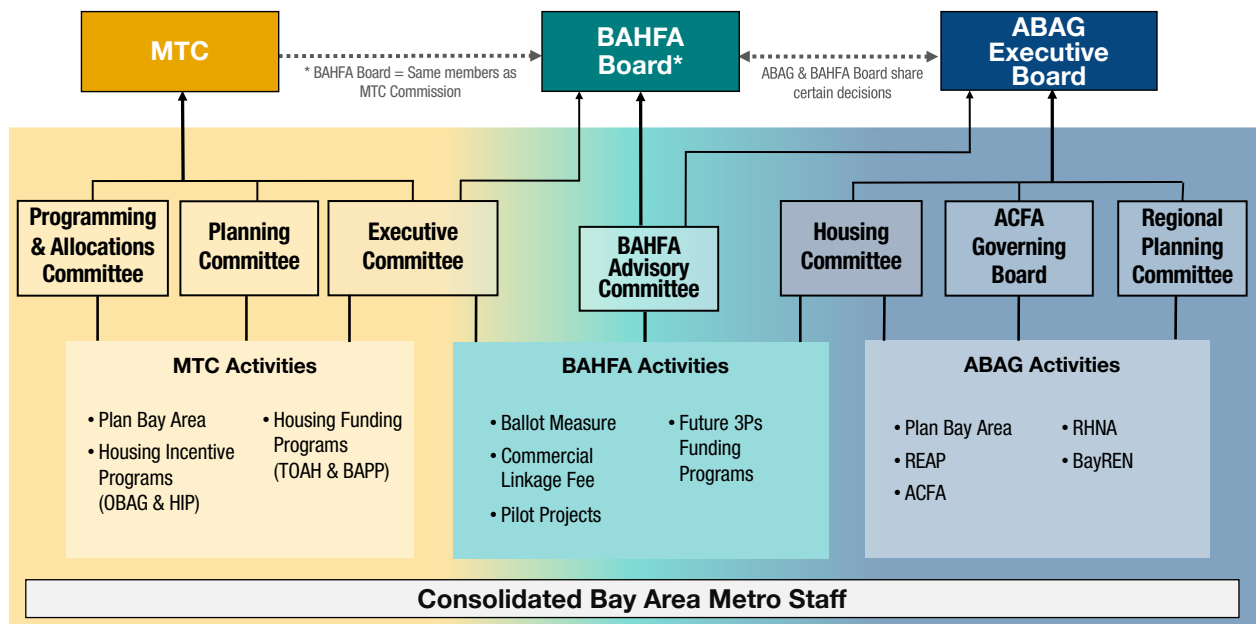 MTC
BAHFA
Board*
ABAG
Executive
Board
* BAHFA Board = Same members as
MTC Commission
ABAG & BAHFA Board share
certain decisions
Programming
& Allocations
Committee
Planning
Committee
Executive
Committee
BAHFA
Advisory
Committee
Housing
Committee
ACFA
Governing
Board
Regional
Planning
Committee
MTC Activities
• Plan Bay Area
• Housing Incentive
Programs
(OBAG & HIP)
• Housing Funding
Programs
(TOAH & BAPP)
BAHFA Activities
• Ballot Measure
• Commercial
Linkage Fee
• Pilot Projects
• Future 3Ps
Funding
Programs
ABAG Activities
• Plan Bay Area
• REAP
• ACFA
• RHNA
• BayREN
Consolidated Bay Area Metro Staff